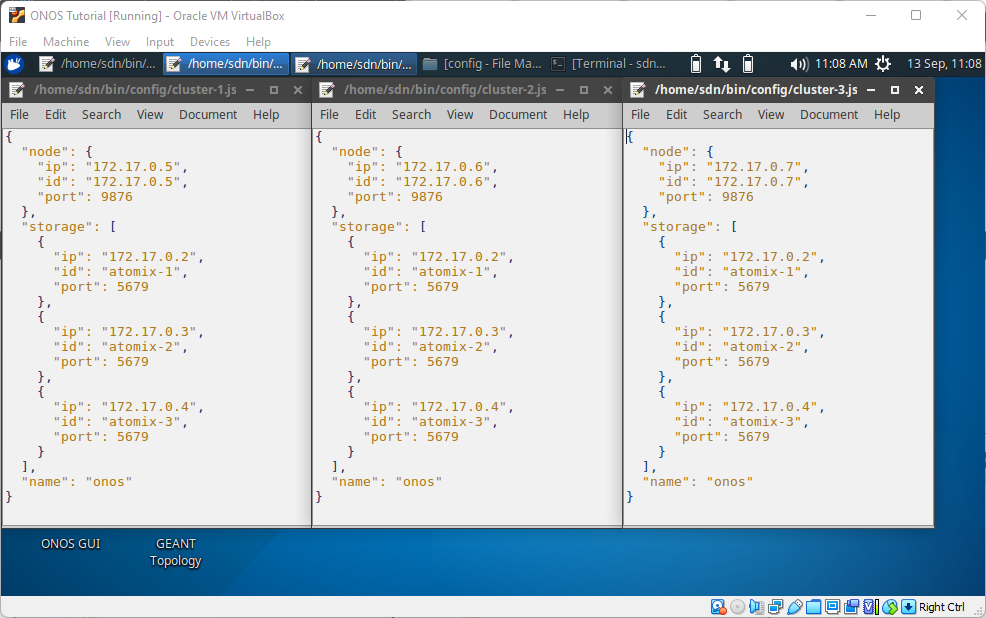 ONOS Tutorial [Running] - Oracle VM VirtualBox
File Machine View Input Devices Help
/home/sdn/bin/... /home/sdn/bin/... /home/sdn/bin/... [config - File Ma... [Terminal - sdn... 11:08 AM 13 Sep, 11:08
/home/sdn/bin/config/cluster-1.js
File Edit Search View Document Help
{
  "node": {
    "ip": "172.17.0.5",
    "id": "172.17.0.5",
    "port": 9876
  },
  "storage": [
    {
      "ip": "172.17.0.2",
      "id": "atomix-1",
      "port": 5679
    },
    {
      "ip": "172.17.0.3",
      "id": "atomix-2",
      "port": 5679
    },
    {
      "ip": "172.17.0.4",
      "id": "atomix-3",
      "port": 5679
    }
  ],
  "name": "onos"
}
/home/sdn/bin/config/cluster-2.js
File Edit Search View Document Help
{
  "node": {
    "ip": "172.17.0.6",
    "id": "172.17.0.6",
    "port": 9876
  },
  "storage": [
    {
      "ip": "172.17.0.2",
      "id": "atomix-1",
      "port": 5679
    },
    {
      "ip": "172.17.0.3",
      "id": "atomix-2",
      "port": 5679
    },
    {
      "ip": "172.17.0.4",
      "id": "atomix-3",
      "port": 5679
    }
  ],
  "name": "onos"
}
/home/sdn/bin/config/cluster-3.js
File Edit Search View Document Help
{
  "node": {
    "ip": "172.17.0.7",
    "id": "172.17.0.7",
    "port": 9876
  },
  "storage": [
    {
      "ip": "172.17.0.2",
      "id": "atomix-1",
      "port": 5679
    },
    {
      "ip": "172.17.0.3",
      "id": "atomix-2",
      "port": 5679
    },
    {
      "ip": "172.17.0.4",
      "id": "atomix-3",
      "port": 5679
    }
  ],
  "name": "onos"
}
ONOS GUI
GEANT
Topology
Right Ctrl